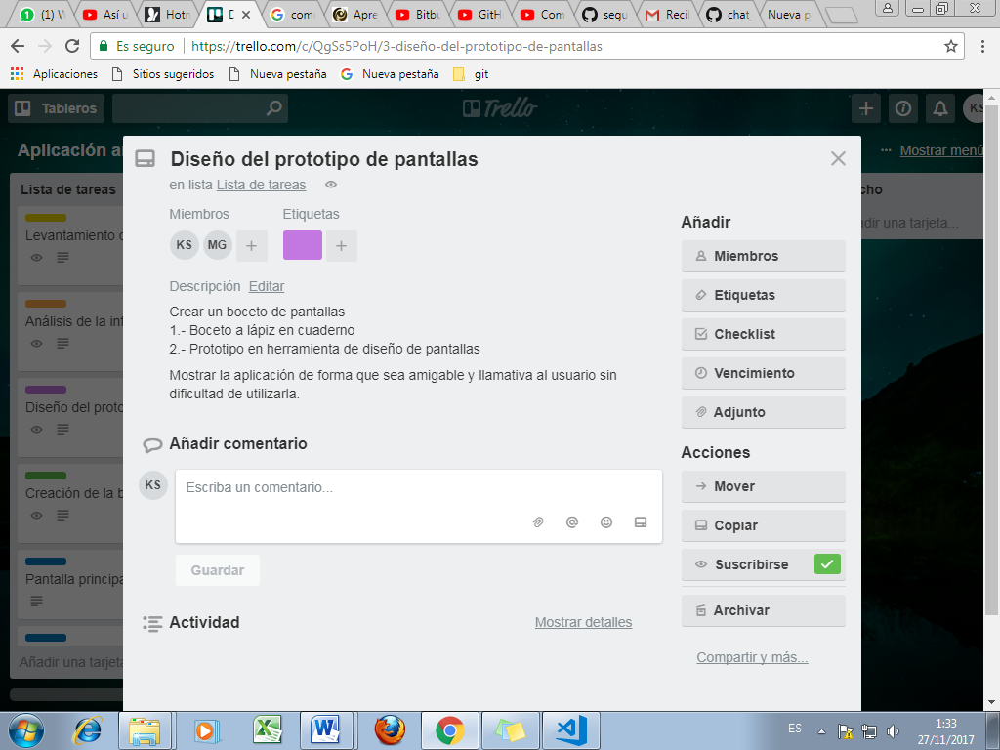 (1) W
Así u
Hotm
D
com
Apre
Bitbu
GitH
Com
segu
Recil
chat
Nueva p
Es seguro
https://trello.com/c/QgSs5PoH/3-diseño-del-prototipo-de-pantallas
Aplicaciones
Sitios sugeridos
Nueva pestaña
Nueva pestaña
git
Tableros
Trello
KS
Aplicación a
Mostrar menú
Lista de tareas
cho
Levantamiento d
Análisis de la inf
Diseño del proto
Creación de la b
Pantalla principa
Añadir una tarjeta
dir una tarjeta...
Diseño del prototipo de pantallas
en lista Lista de tareas
Miembros
Etiquetas
KS
MG
Descripción Editar
Crear un boceto de pantallas
1.- Boceto a lápiz en cuaderno
2.- Prototipo en herramienta de diseño de pantallas
Mostrar la aplicación de forma que sea amigable y llamativa al usuario sin
dificultad de utilizarla.
Añadir comentario
KS
Escriba un comentario...
Guardar
Actividad
Mostrar detalles
Añadir
Miembros
Etiquetas
Checklist
Vencimiento
Adjunto
Acciones
Mover
Copiar
Suscribirse
Archivar
Compartir y más...
ES
1:33
27/11/2017